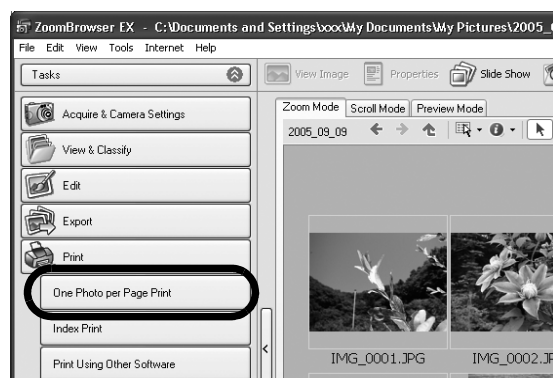 ZoomBrowser EX - C:\Documents and Settings\xxx\My Documents\My Pictures\2005_
File Edit View Tools Internet Help
Tasks
View Image Properties Slide Show
Acquire & Camera Settings
Zoom Mode Scroll Mode Preview Mode
2005_09_09
View & Classify
Edit
Export
Print
One Photo per Page Print
Index Print
Print Using Other Software
IMG_0001.JPG IMG_0002.JP